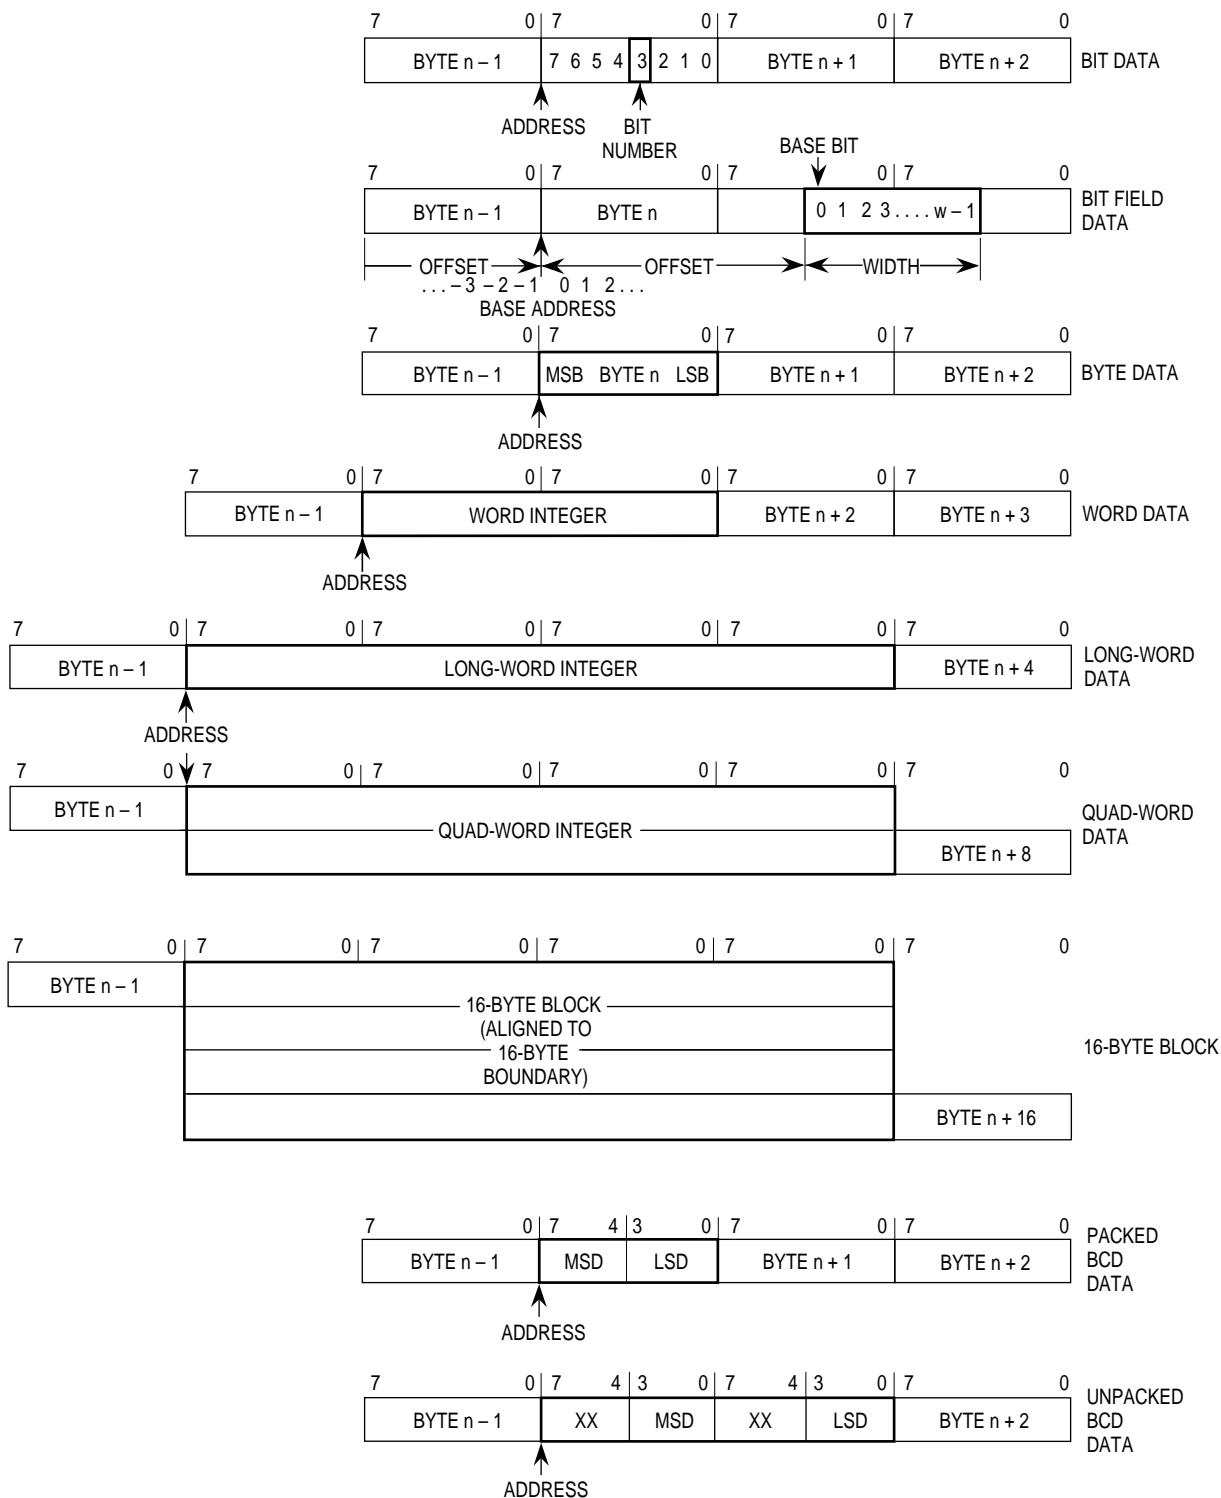 7 0 7 0 7 0 7 0
BYTE n – 1 7 6 5 4 3 2 1 0 BYTE n + 1 BYTE n + 2 BIT DATA
ADDRESS BIT
NUMBER
BASE BIT
7 0 7 0 7 0 7 0
BYTE n – 1 BYTE n 0 1 2 3 . . . . w – 1 BIT FIELD
DATA
OFFSET OFFSET WIDTH
. . . – 3 – 2 – 1 0 1 2 . . .
BASE ADDRESS
7 0 7 0 7 0 7 0
BYTE n – 1 MSB BYTE n LSB BYTE n + 1 BYTE n + 2 BYTE DATA
ADDRESS
7 0 7 0 7 0 7 0 7 0
BYTE n – 1 WORD INTEGER BYTE n + 2 BYTE n + 3 WORD DATA
ADDRESS
7 0 7 0 7 0 7 0 7 0 7 0
BYTE n – 1 LONG-WORD INTEGER BYTE n + 4 LONG-WORD
DATA
ADDRESS
7 0 7 0 7 0 7 0 7 0 7 0
BYTE n – 1 QUAD-WORD
DATA
QUAD-WORD INTEGER
BYTE n + 8
7 0 7 0 7 0 7 0 7 0 7 0
BYTE n – 1
16-BYTE BLOCK
(ALIGNED TO
16-BYTE
BOUNDARY)
16-BYTE BLOCK
BYTE n + 16
7 0 7 4 3 0 7 0 7 0
BYTE n – 1 MSD LSD BYTE n + 1 BYTE n + 2 PACKED
BCD
DATA
ADDRESS
7 0 7 4 3 0 7 4 3 0 7 0
BYTE n – 1 XX MSD XX LSD BYTE n + 2 UNPACKED
BCD
DATA
ADDRESS